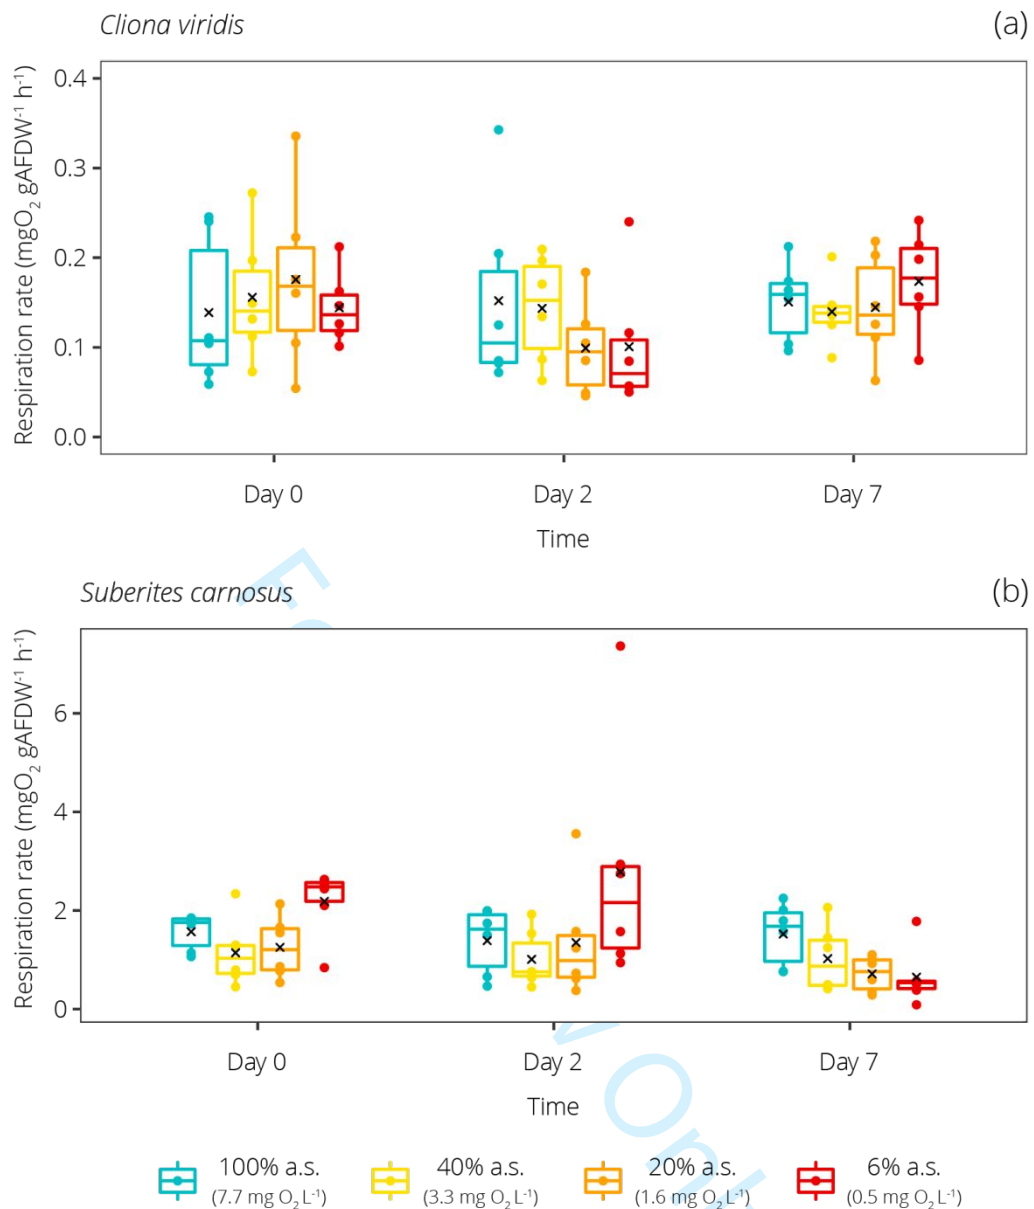 Cliona viridis
(a)
Respiration rate (mgO₂ gAFDW⁻¹ h⁻¹)
0.4
0.3
0.2
0.1
0.0
Day 0 Day 2 Day 7
Time
Suberites carnosus
(b)
Respiration rate (mgO₂ gAFDW⁻¹ h⁻¹)
6
4
2
0
Day 0 Day 2 Day 7
Time
100% a.s. 40% a.s. 20% a.s. 6% a.s.
(7.7 mg O₂ L⁻¹) (3.3 mg O₂ L⁻¹) (1.6 mg O₂ L⁻¹) (0.5 mg O₂ L⁻¹)